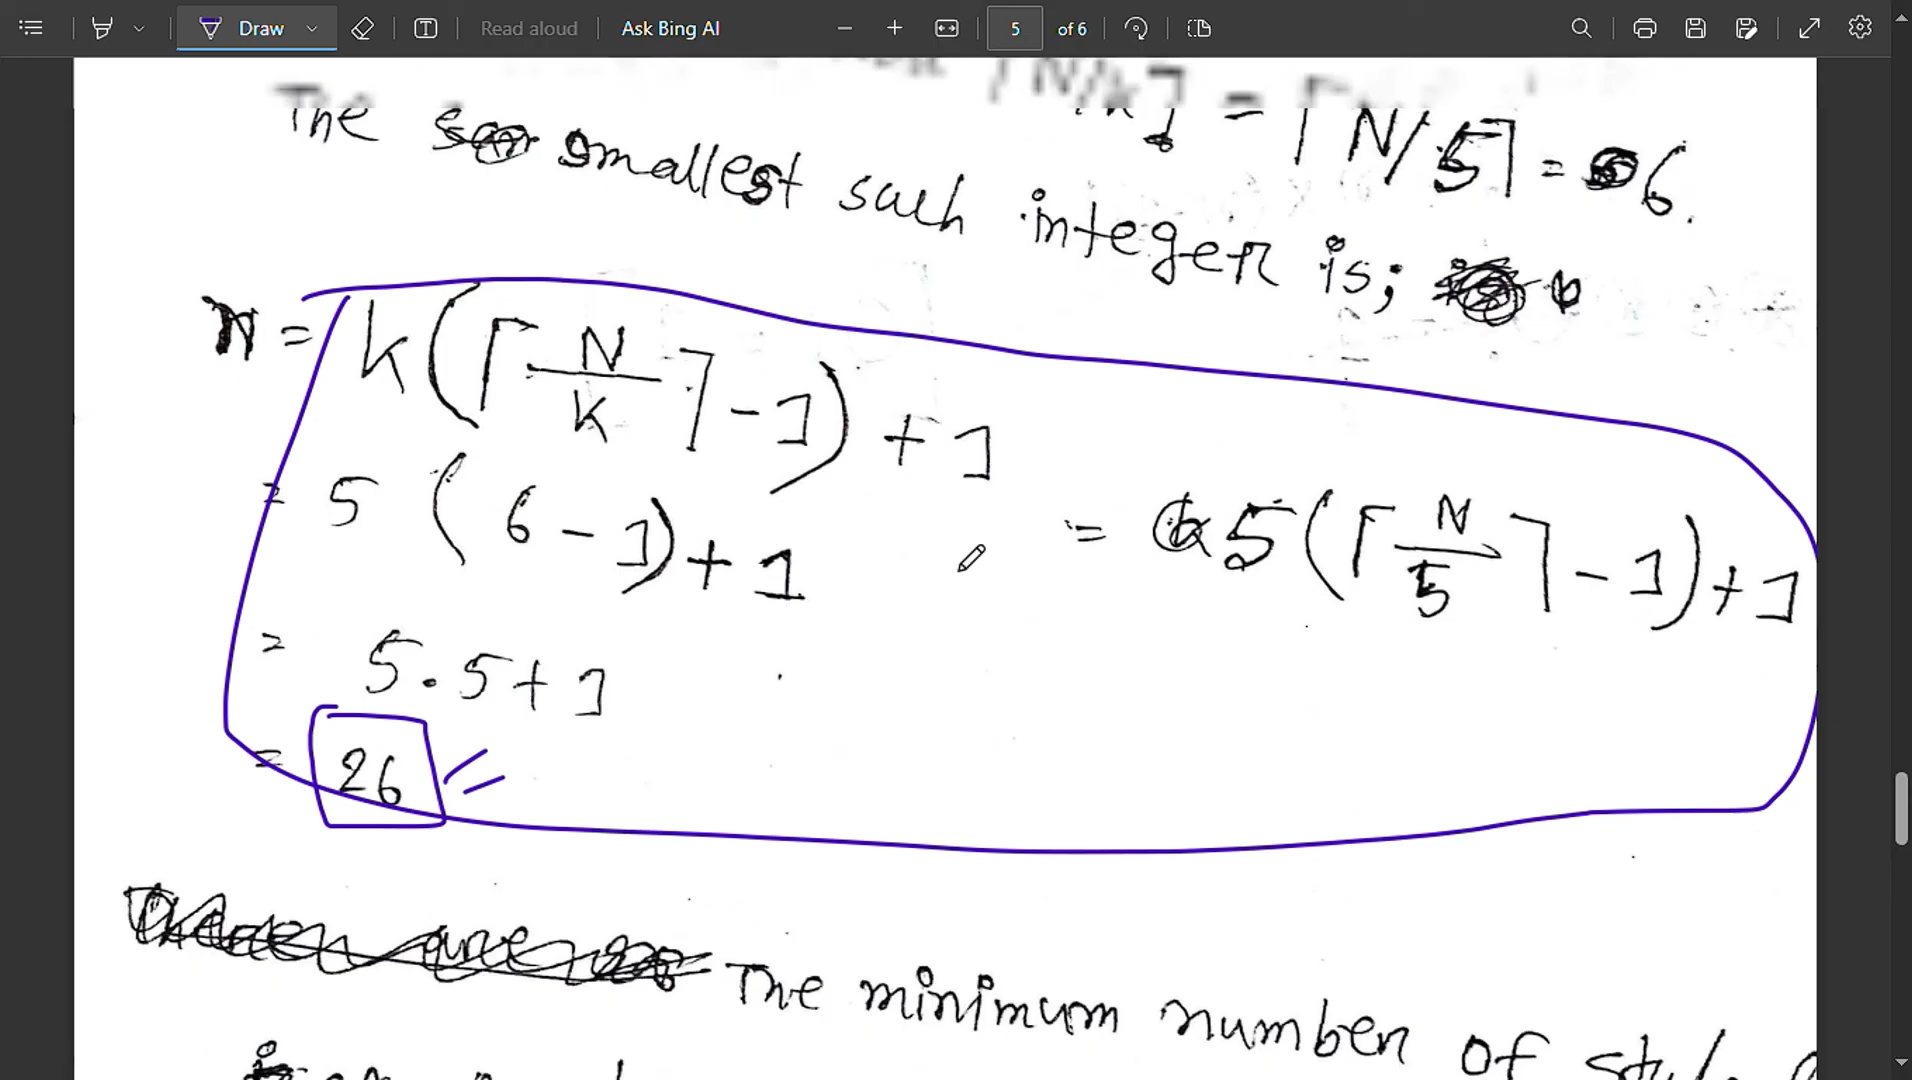 Draw
Read aloud
Ask Bing AI
5 of 6
⌈N/k⌉ = ⌈N/5⌉ = 6.
The smallest such integer is;
n = k(⌈N/k⌉ - 1) + 1
= 5 (6 - 1) + 1
= 5(⌈N/5⌉ - 1) + 1
= 5.5 + 1
= 26
The minimum number of